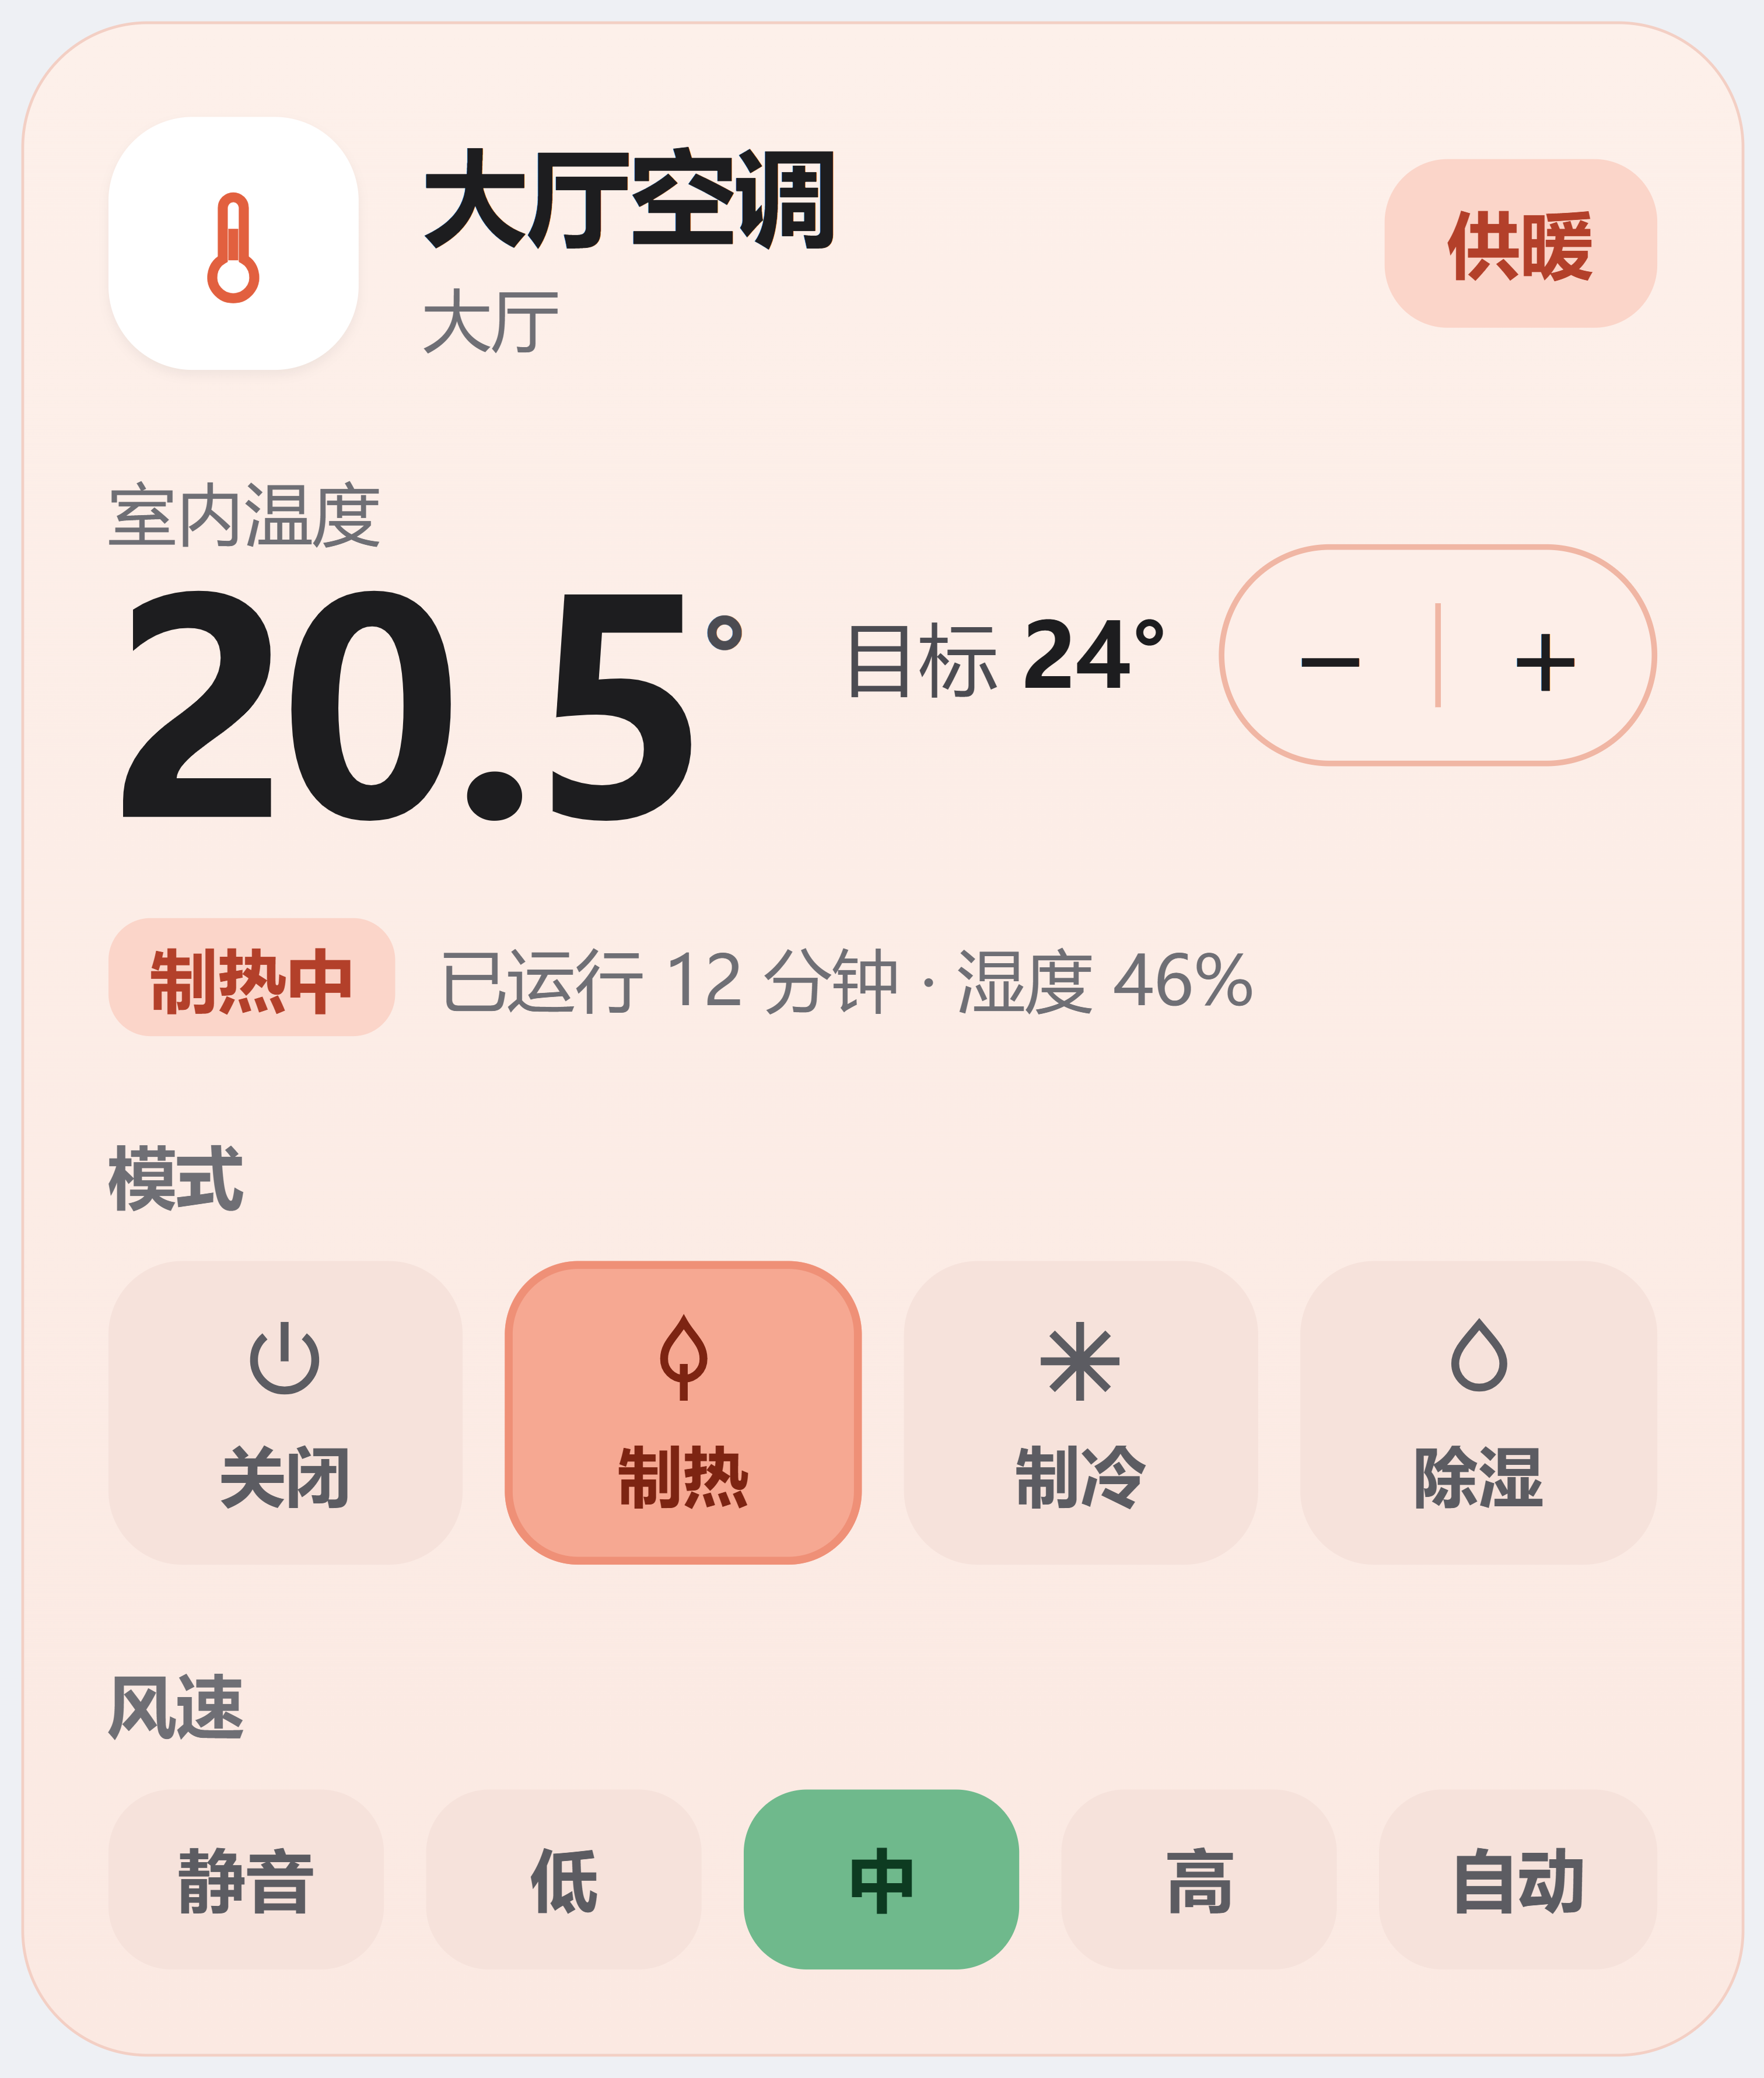 大厅空调
大厅
供暖
室内温度
20.5°
目标 24°
− +
制热中
已运行 12 分钟 · 湿度 46%
模式
关闭 制热 制冷 除湿
风速
静音 低 中 高 自动